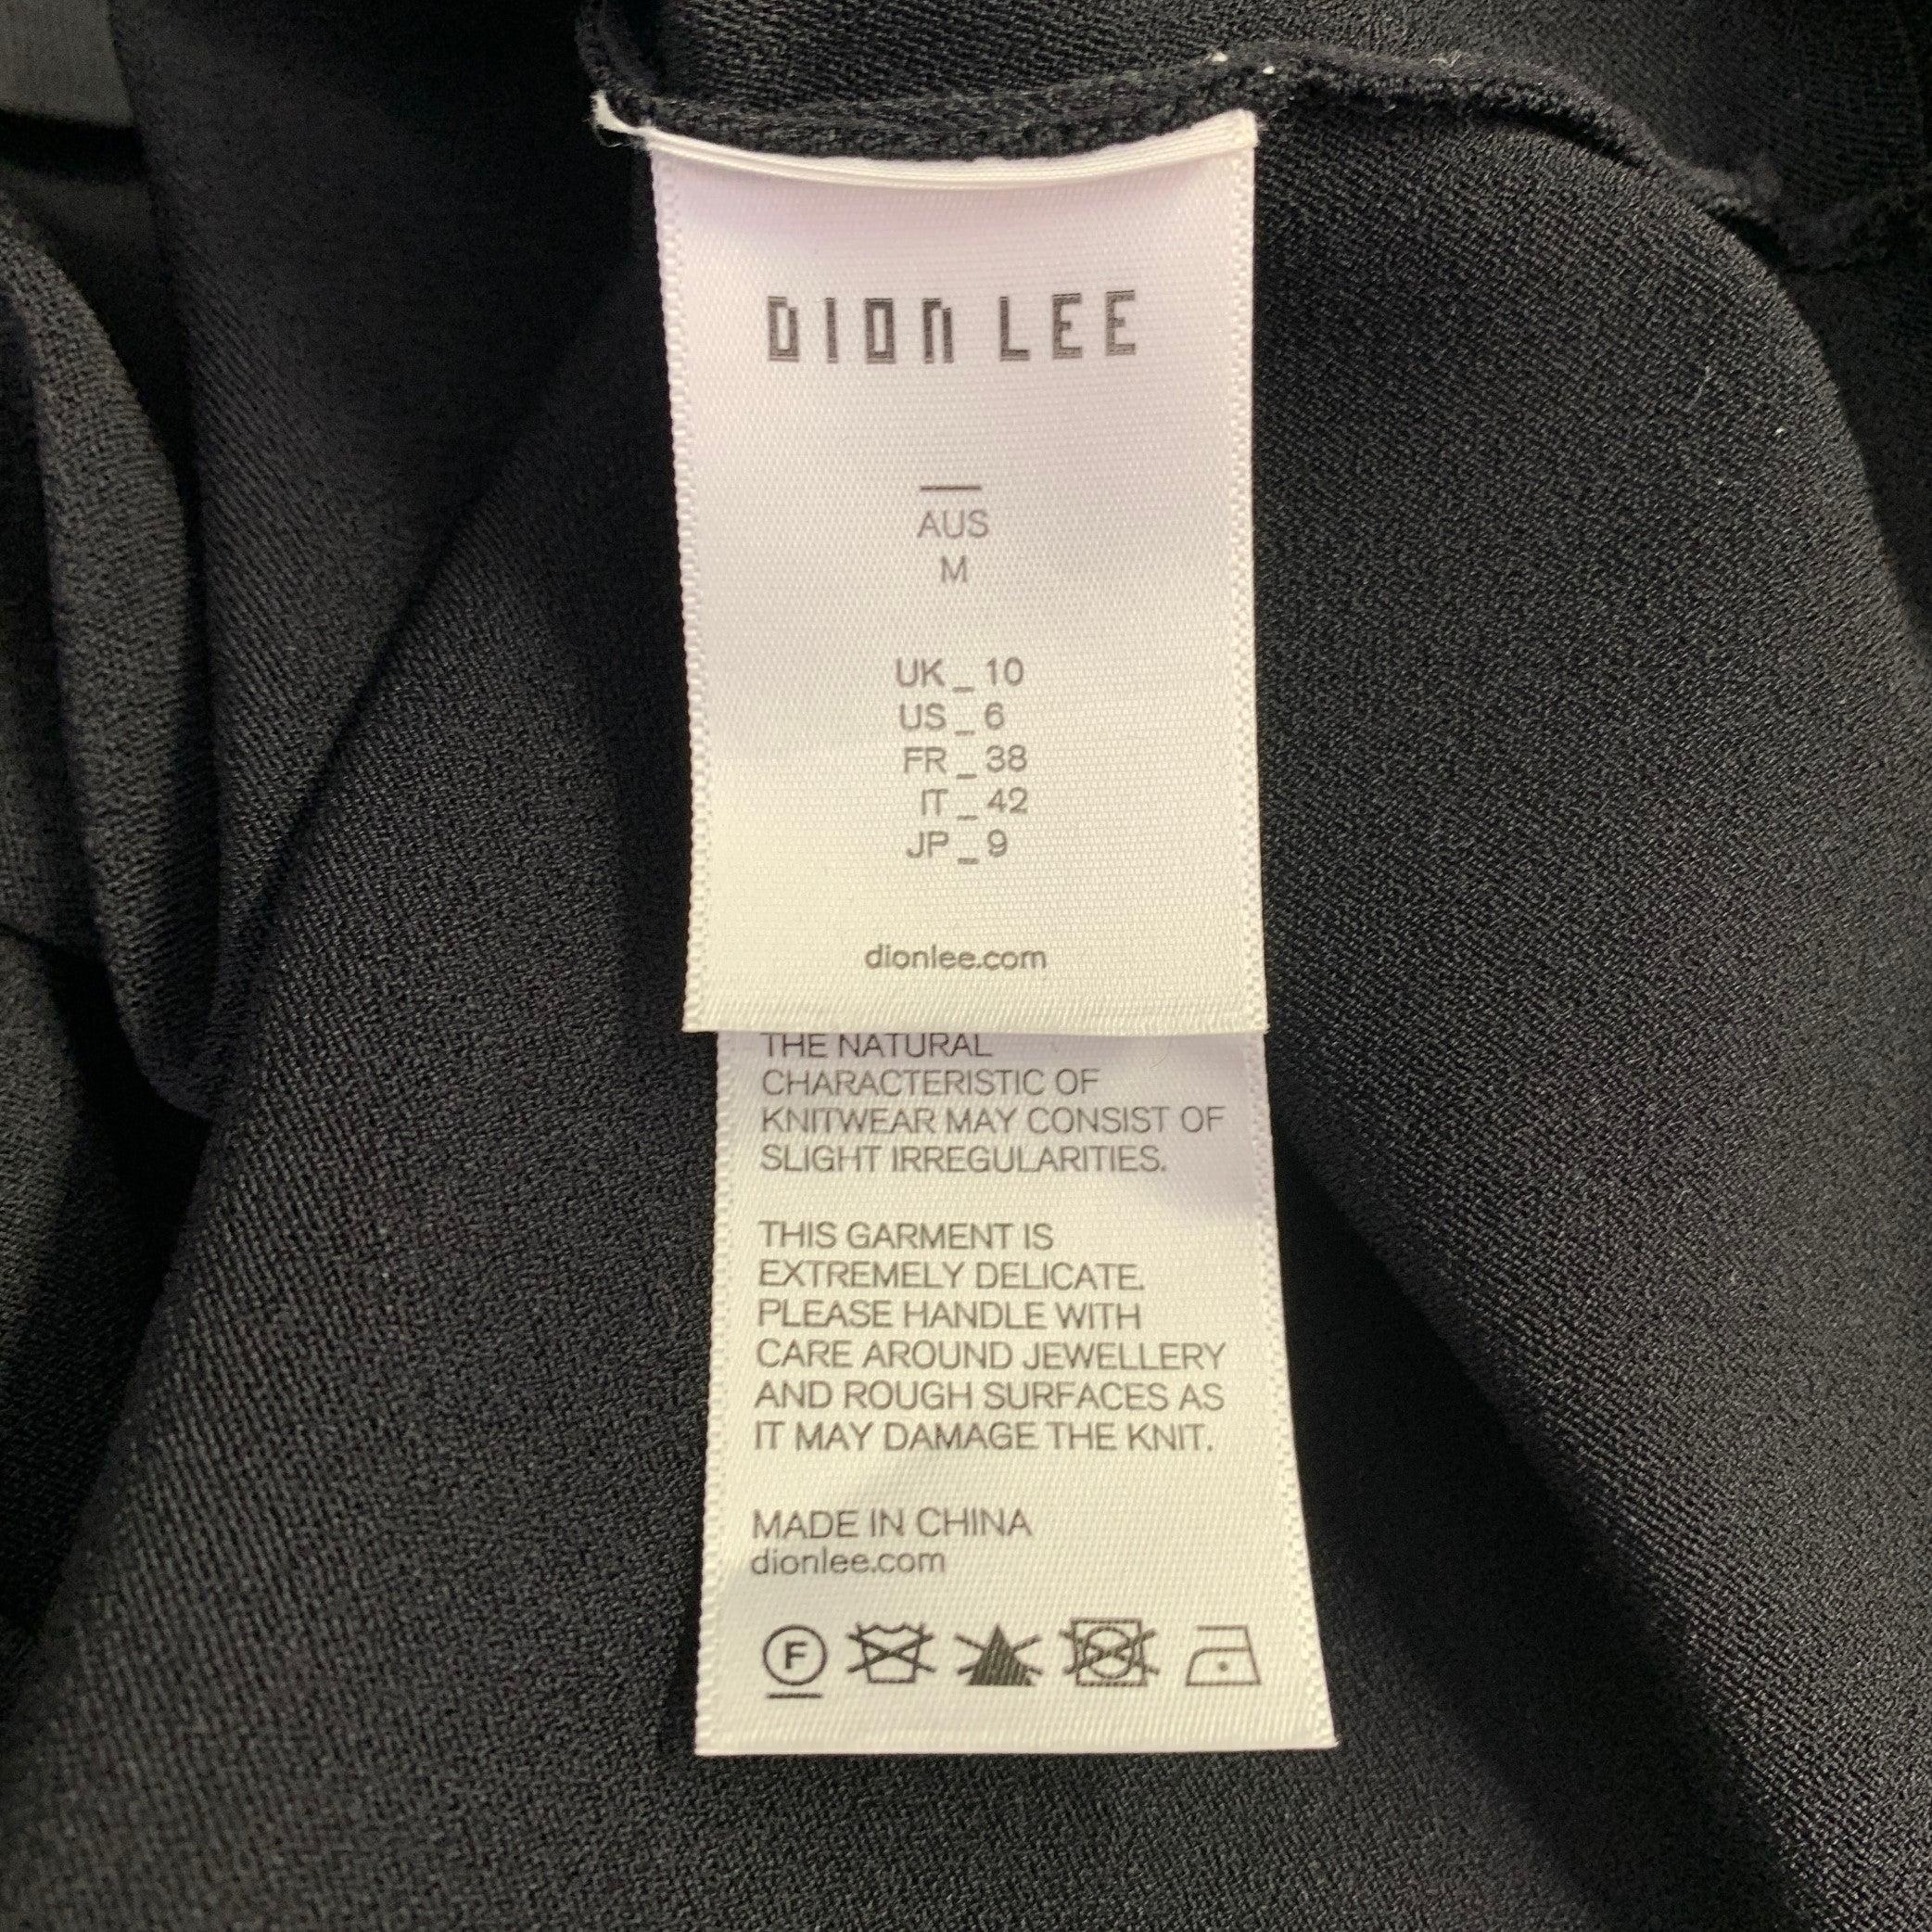 DION LEE
AUS
M
UK _ 10
US _ 6
FR _ 38
IT _ 42
JP _ 9
dionlee.com
THE NATURAL
CHARACTERISTIC OF
KNITWEAR MAY CONSIST OF
SLIGHT IRREGULARITIES.
THIS GARMENT IS
EXTREMELY DELICATE.
PLEASE HANDLE WITH
CARE AROUND JEWELLERY
AND ROUGH SURFACES AS
IT MAY DAMAGE THE KNIT.
MADE IN CHINA
dionlee.com
F